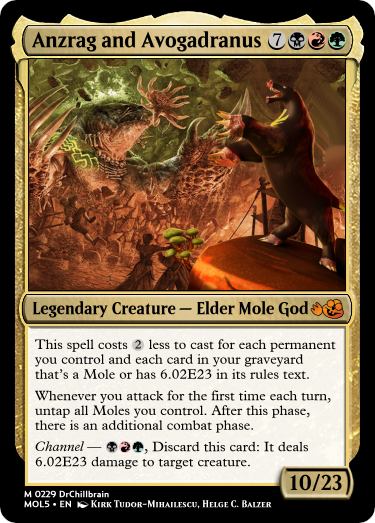 Anzrag and Avogadranus 7
Legendary Creature — Elder Mole God
This spell costs 2 less to cast for each permanent
you control and each card in your graveyard
that's a Mole or has 6.02E23 in its rules text.
Whenever you attack for the first time each turn,
untap all Moles you control. After this phase,
there is an additional combat phase.
Channel — , Discard this card: It deals
6.02E23 damage to target creature.
10/23
M 0229 DrChillbrain
MOL5 • EN Kirk Tudor-Mihailescu, Helge C. Balzer